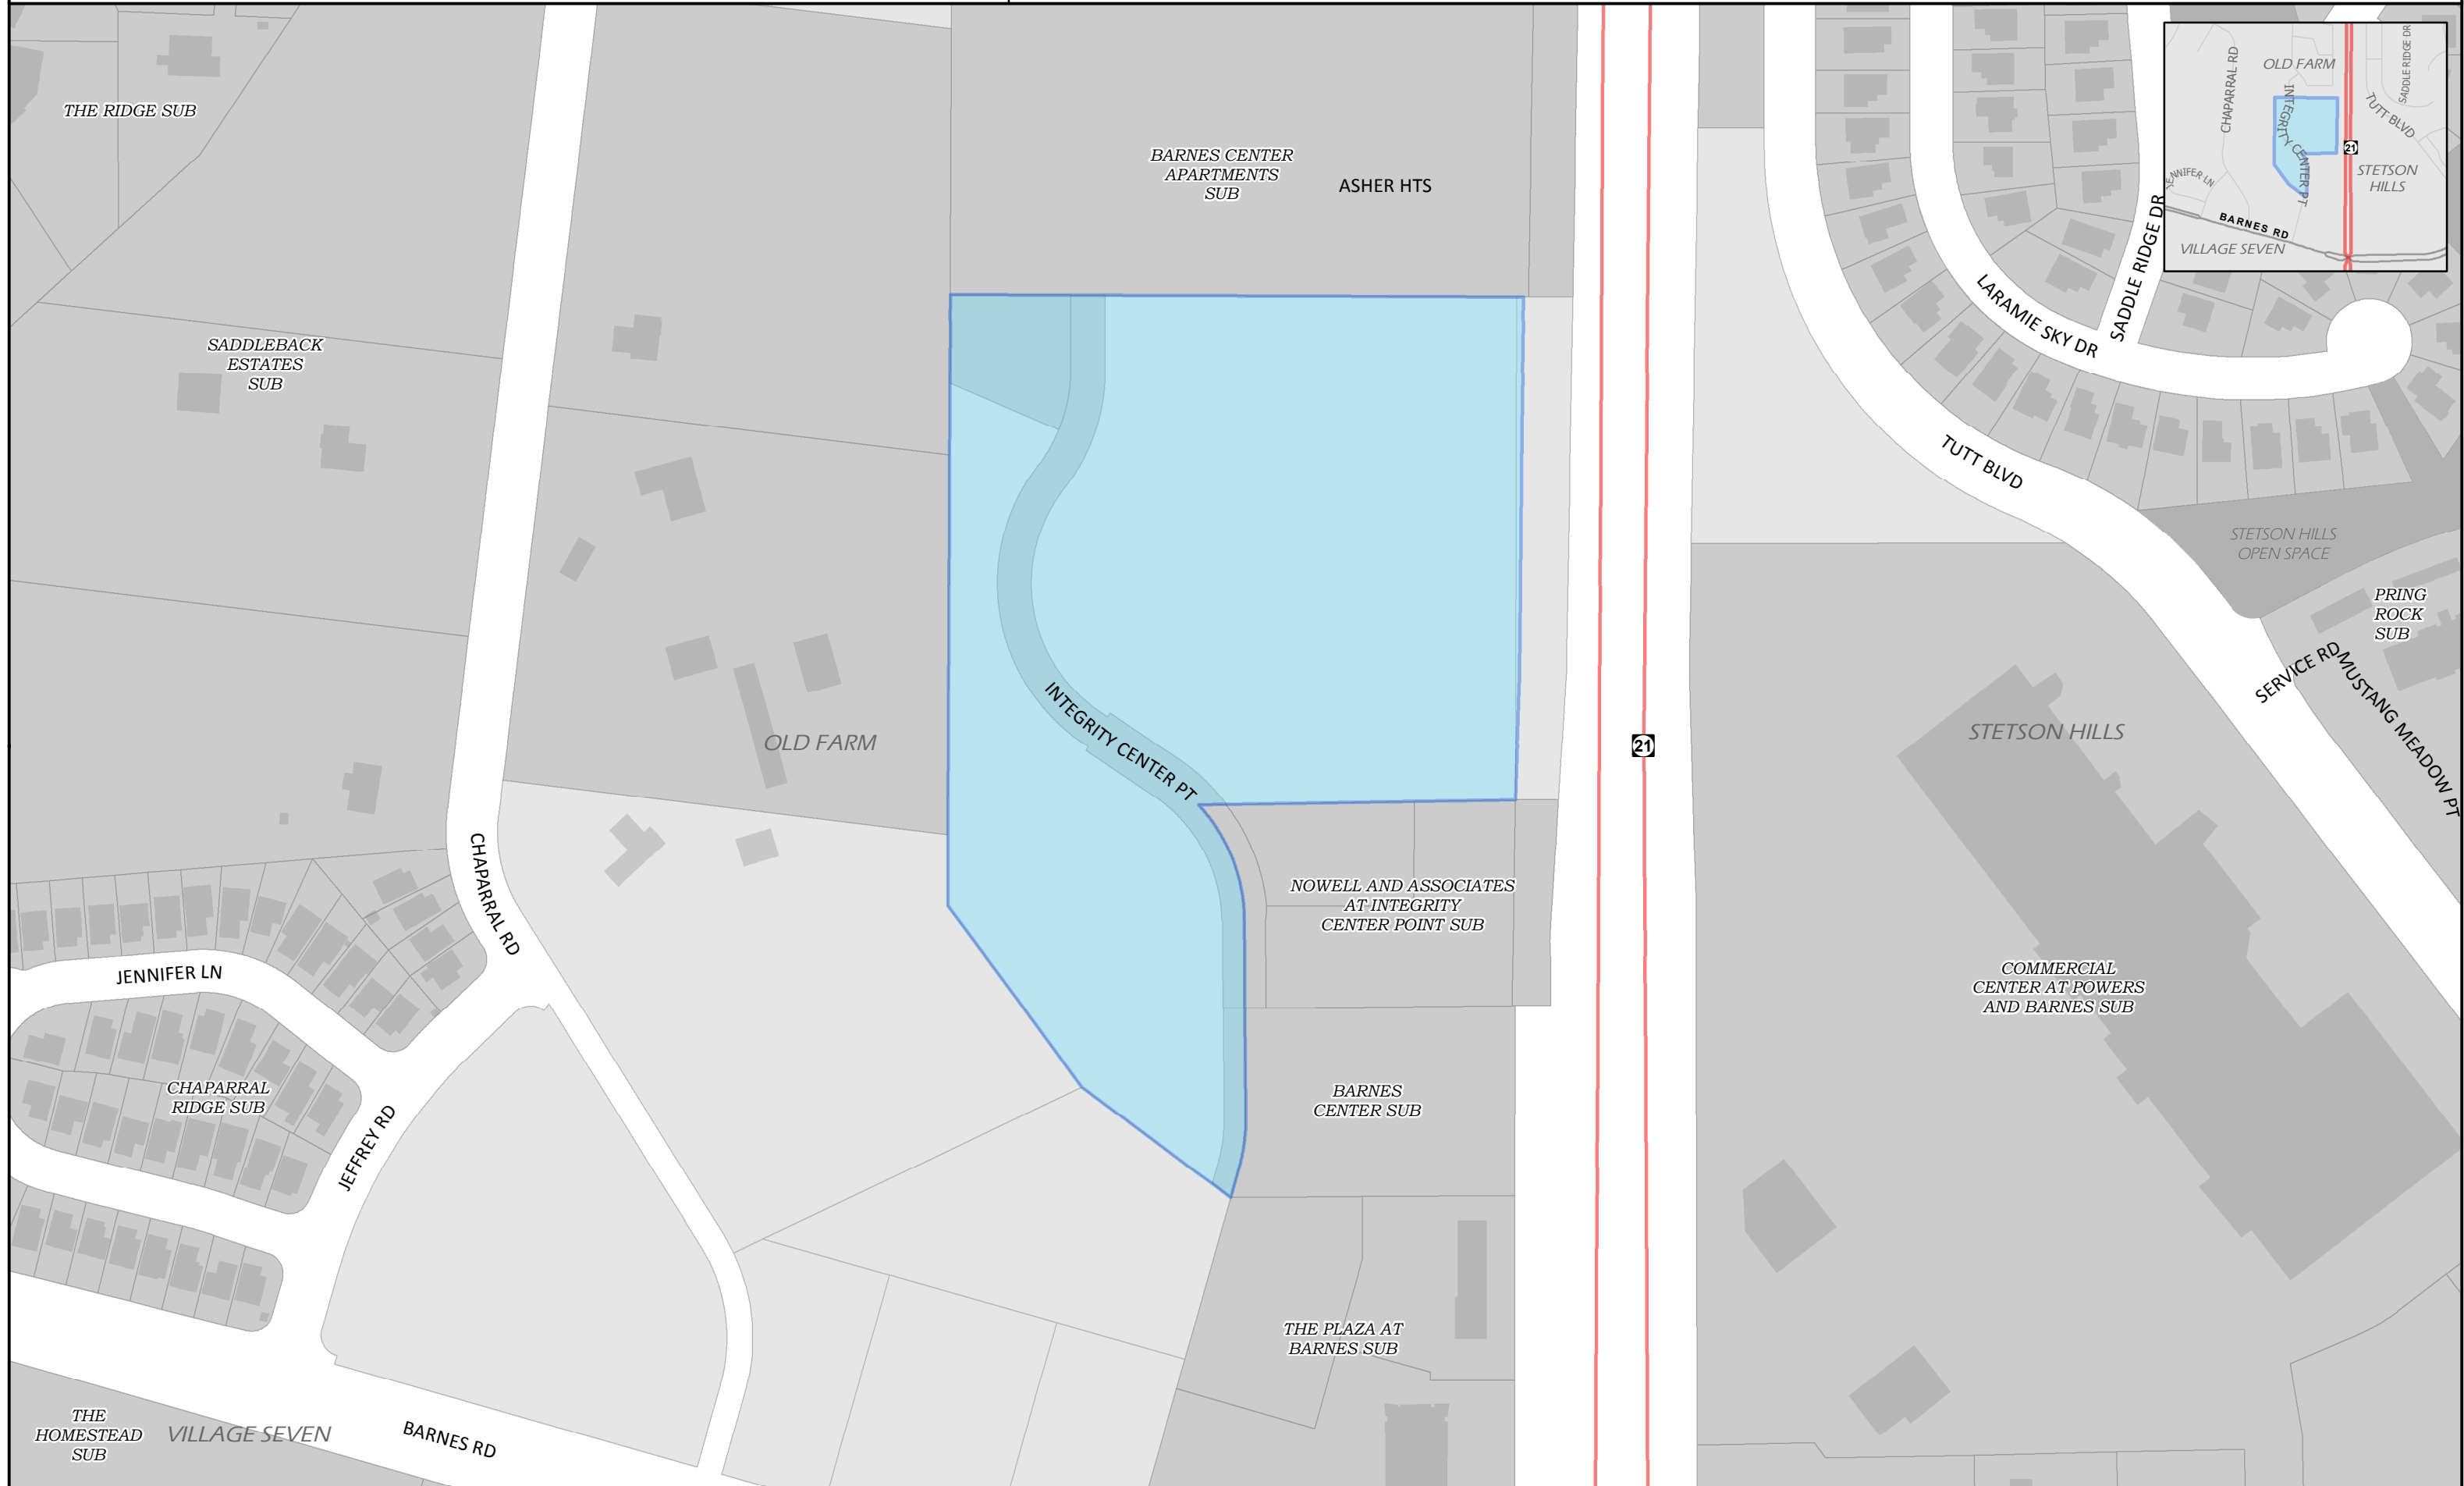 THE RIDGE SUB
BARNES CENTER
APARTMENTS
SUB
ASHER HTS
SADDLEBACK
ESTATES
SUB
LARAMIE SKY DR
SADDLE RIDGE DR
TUTT BLVD
STETSON HILLS
OPEN SPACE
PRING
ROCK
SUB
SERVICE RD
MUSTANG MEADOW PT
OLD FARM
INTEGRITY CENTER PT
21
STETSON HILLS
CHAPARRAL RD
NOWELL AND ASSOCIATES
AT INTEGRITY
CENTER POINT SUB
JENNIFER LN
COMMERCIAL
CENTER AT POWERS
AND BARNES SUB
CHAPARRAL
RIDGE SUB
JEFFREY RD
BARNES
CENTER SUB
THE PLAZA AT
BARNES SUB
THE
HOMESTEAD
SUB
VILLAGE SEVEN
BARNES RD
CHAPARRAL RD
OLD FARM
SADDLE RIDGE DR
INTEGRITY CENTER PT
TUTT BLVD
21
STETSON
HILLS
JENNIFER LN
BARNES RD
VILLAGE SEVEN